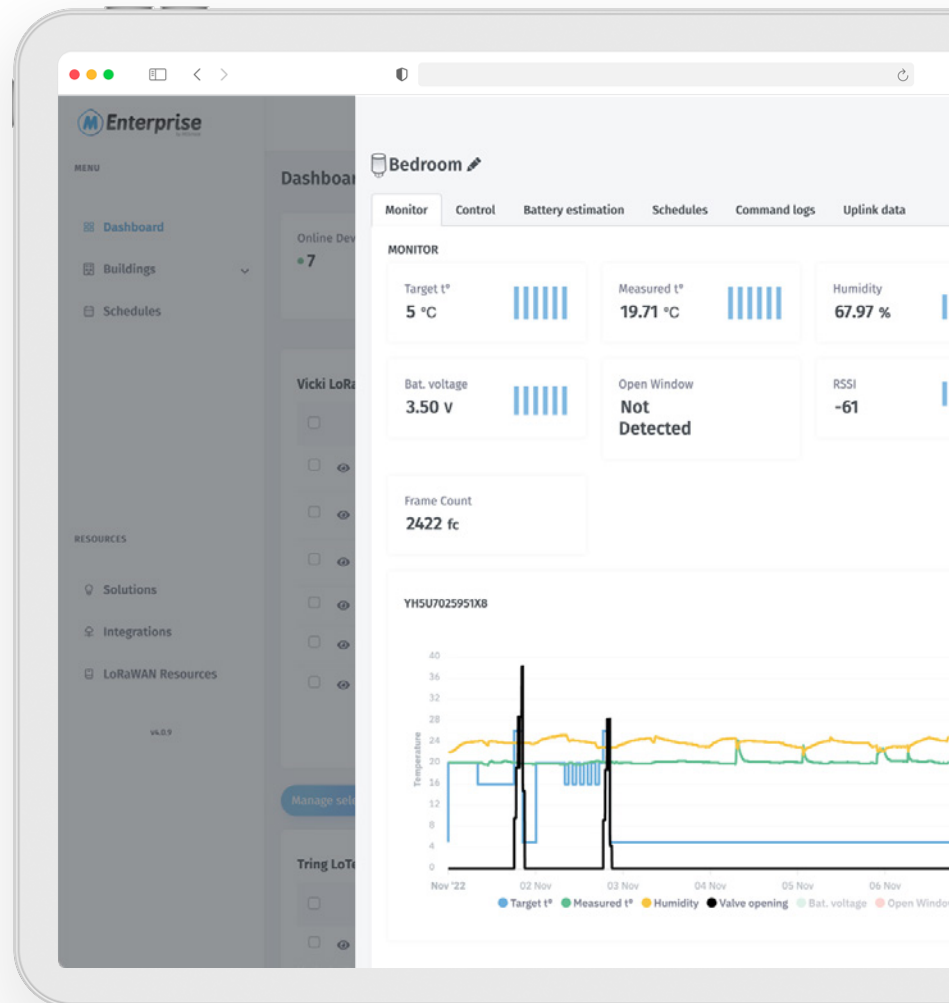 Enterprise
MENU
Dashboard
Buildings
Schedules
RESOURCES
Solutions
Integrations
LoRaWAN Resources
v4.0.9
Dashboar
Online Dev
7
Vicki LoRa
Manage sele
Tring LoTe
Bedroom
Monitor Control Battery estimation Schedules Command logs Uplink data
MONITOR
Target t°
5 °C
Measured t°
19.71 °C
Humidity
67.97 %
Bat. voltage
3.50 V
Open Window
Not
Detected
RSSI
-61
Frame Count
2422 fc
YH5U7025951X8
Temperature
40
36
32
28
24
20
16
12
8
4
0
Nov '22 02 Nov 03 Nov 04 Nov 05 Nov 06 Nov
Target t° Measured t° Humidity Valve opening Bat. voltage Open Window